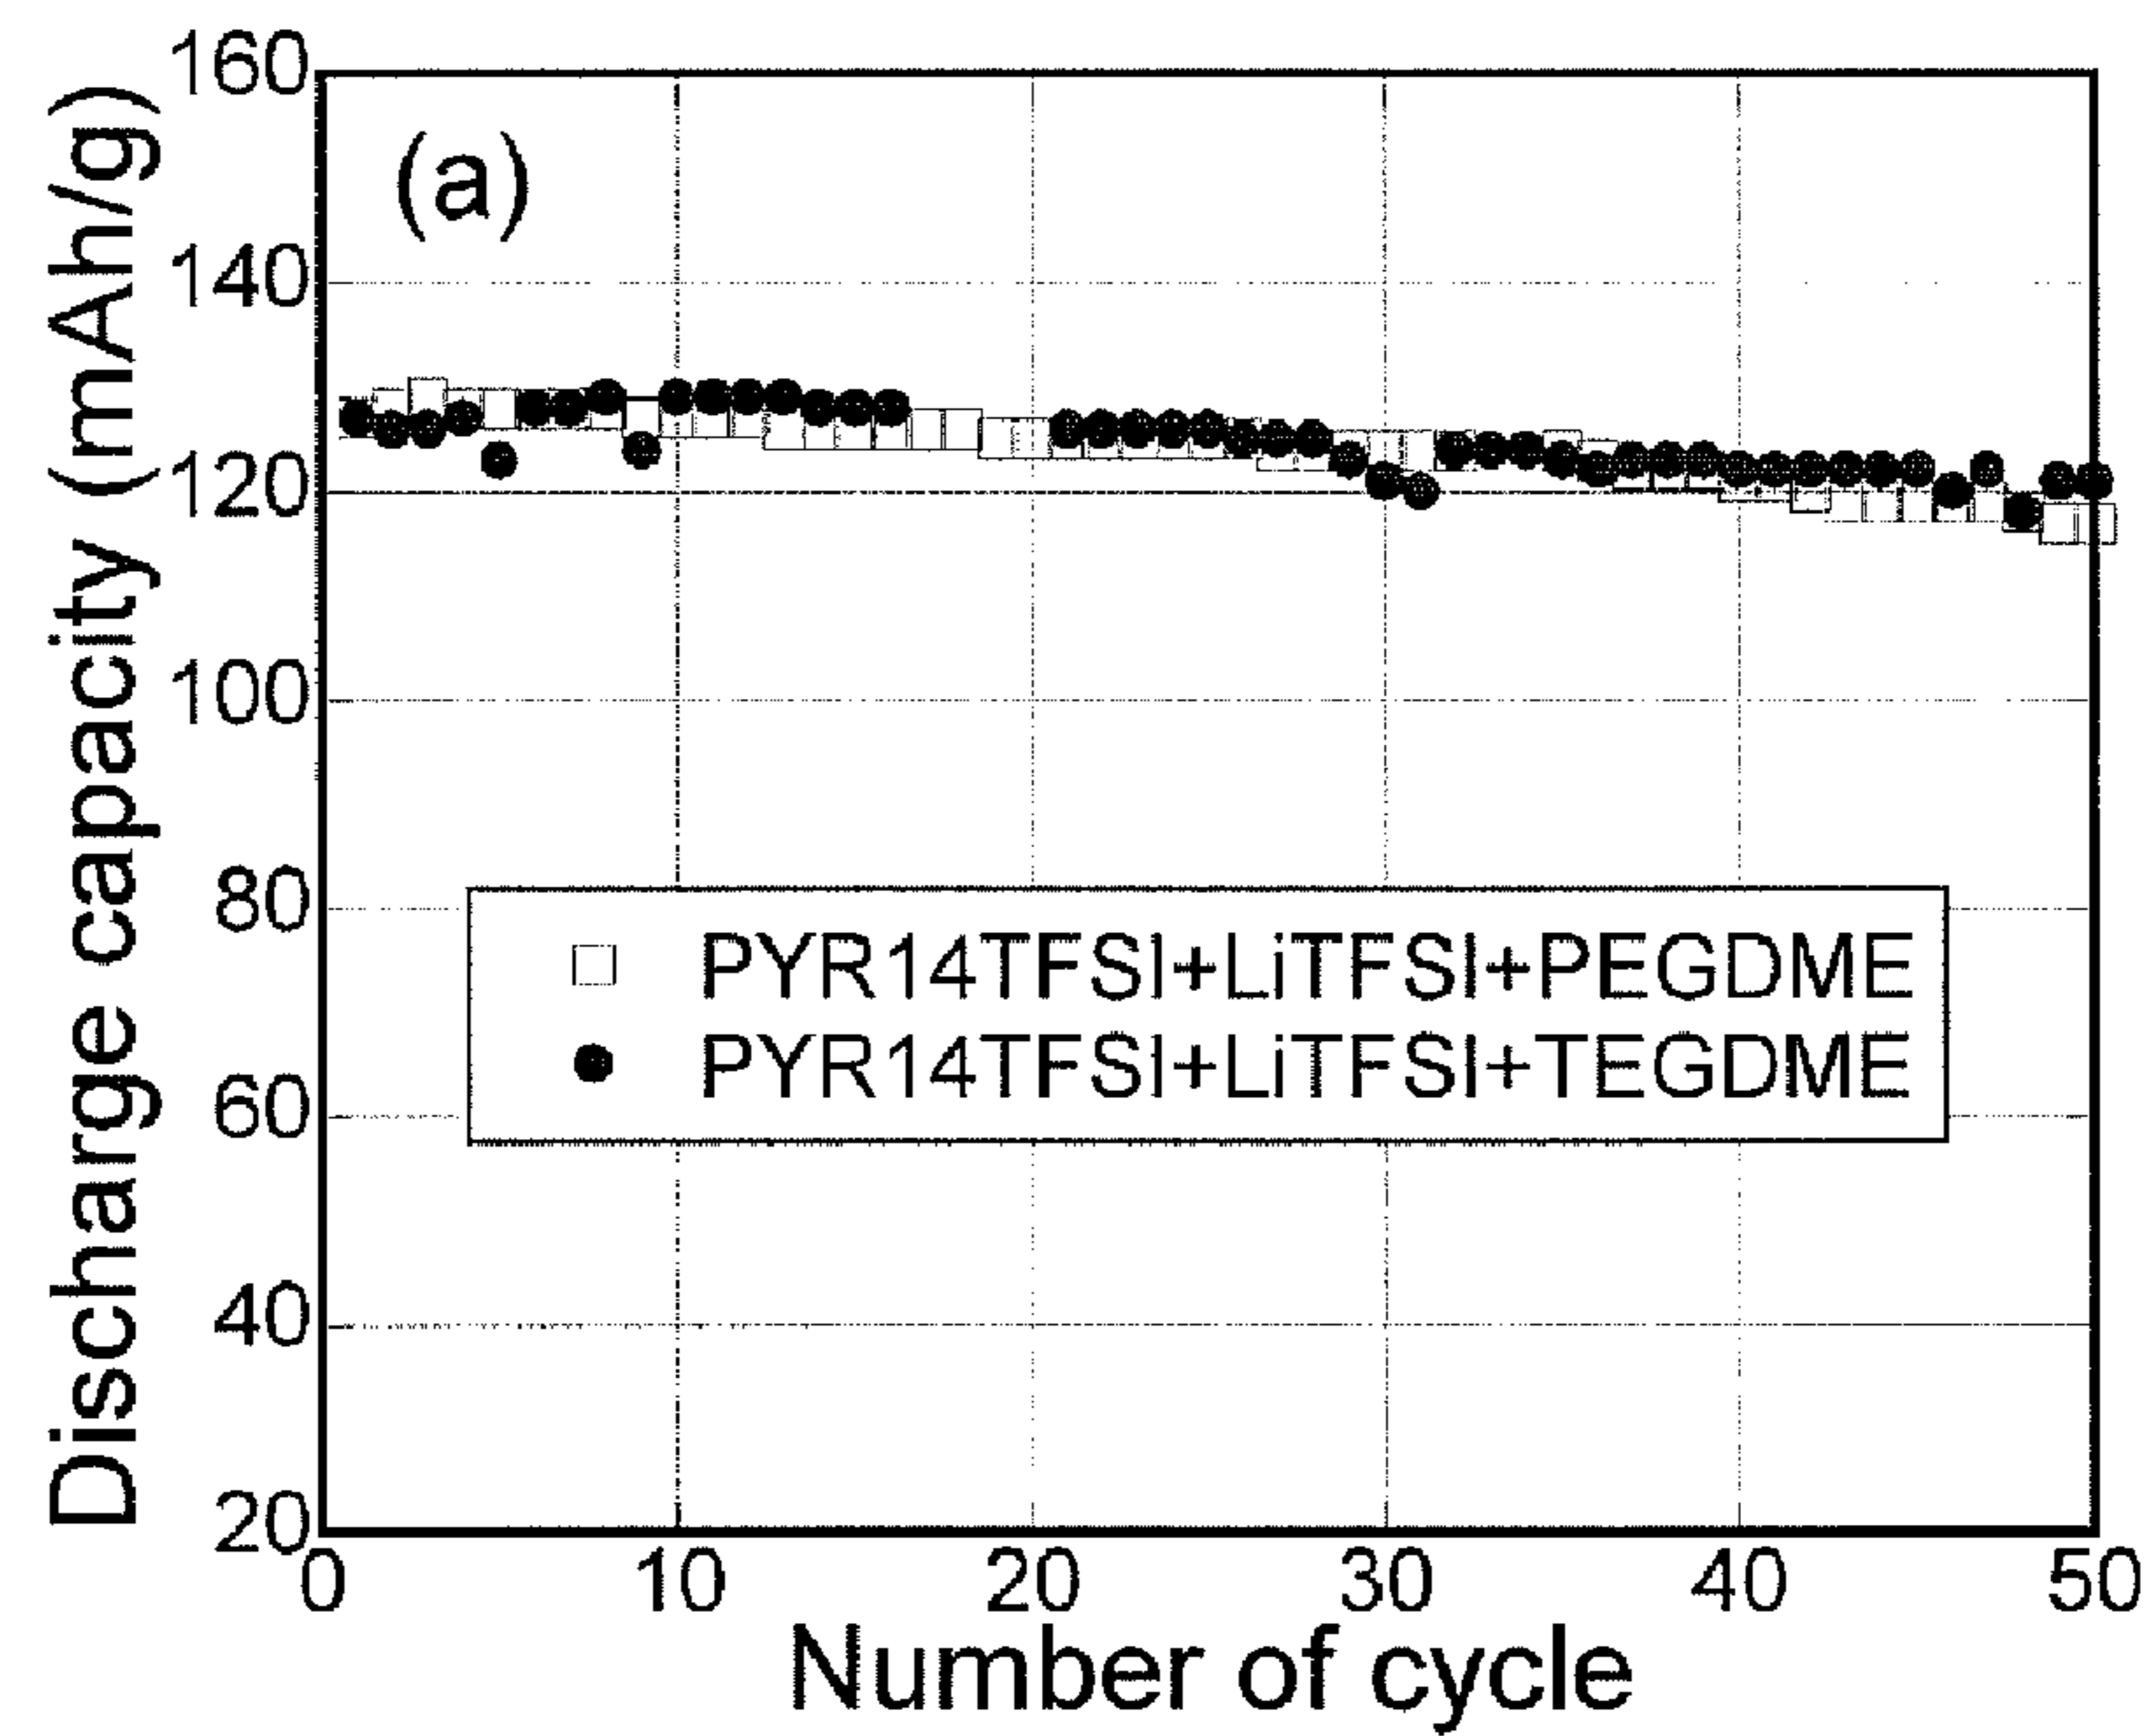 Discharge capacity (mAh/g)
160
140
120
100
80
60
40
20
(a)
PYR14TFSI+LiTFSI+PEGDME
PYR14TFSI+LiTFSI+TEGDME
0 10 20 30 40 50
Number of cycle